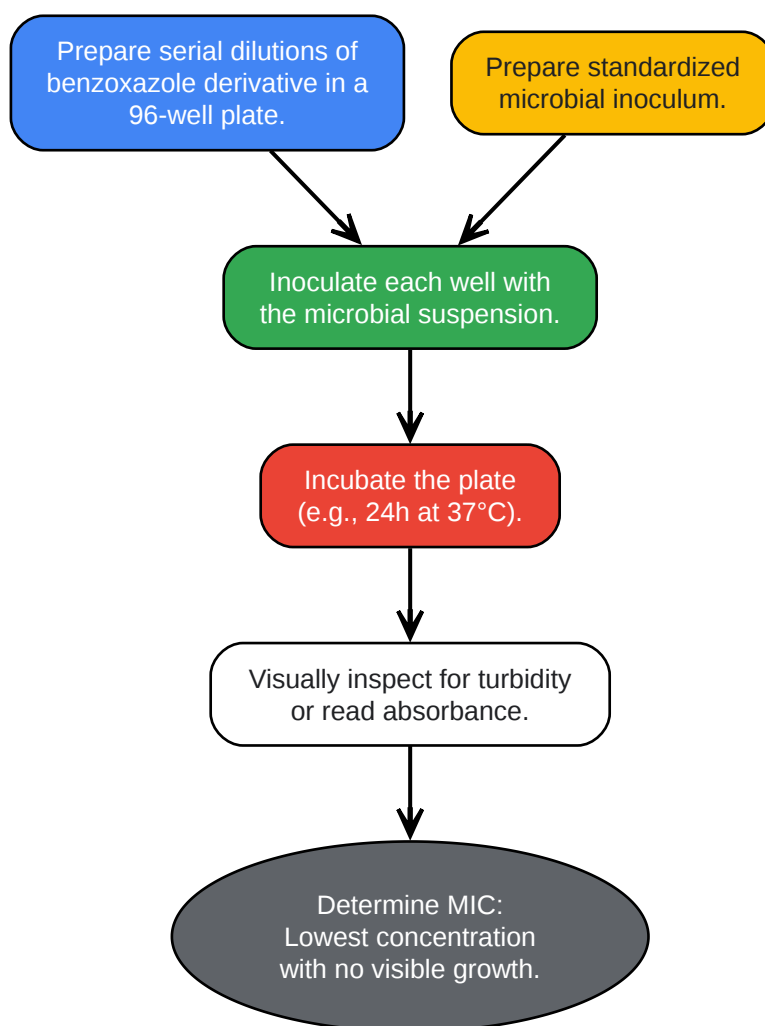 Prepare serial dilutions of
benzoxazole derivative in a
96-well plate.
Prepare standardized
microbial inoculum.
Inoculate each well with
the microbial suspension.
Incubate the plate
(e.g., 24h at 37°C).
Visually inspect for turbidity
or read absorbance.
Determine MIC:
Lowest concentration
with no visible growth.